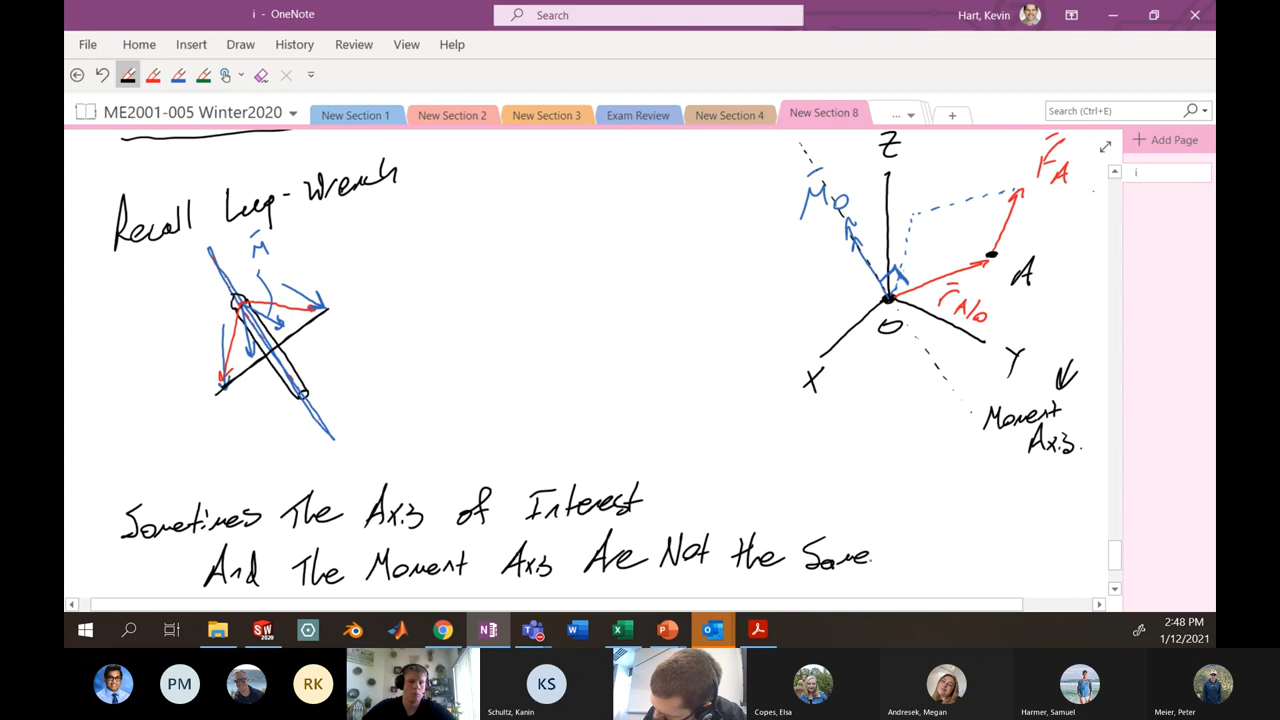 i - OneNote
Search
Hart, Kevin
File Home Insert Draw History Review View Help
ME2001-005 Winter2020
New Section 1
New Section 2
New Section 3
Exam Review
New Section 4
New Section 8
...
Search (Ctrl+E)
Add Page
i
Recall Lug-Wrench
M
Z
M O
F A
A
r A/O
O
X
Y
Moment
Axis.
Sometimes The Axis of Interest
And The Moment Axis Are Not the Same.
SW
2020
2:48 PM
1/12/2021
PM
RK
KS
Schultz, Kanin
Copes, Elsa
Andresek, Megan
Harmer, Samuel
Meier, Peter